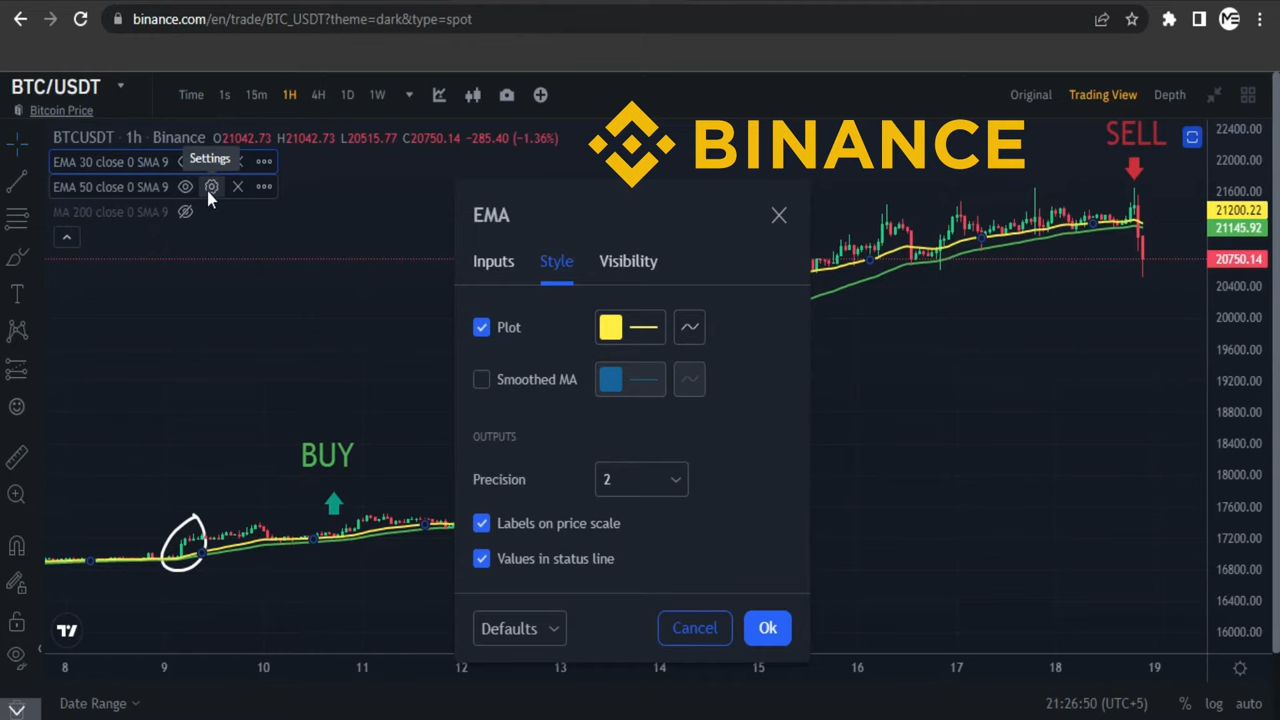 binance.com/en/trade/BTC_USDT?theme=dark&type=spot
BTC/USDT
Bitcoin Price
Time 1s 15m 1H 4H 1D 1W
Original Trading View Depth
BTCUSDT · 1h · Binance O21042.73 H21042.73 L20515.77 C20750.14 -285.40 (-1.36%)
EMA 30 close 0 SMA 9
Settings
EMA 50 close 0 SMA 9
MA 200 close 0 SMA 9
BINANCE
SELL
BUY
EMA
Inputs Style Visibility
Plot
Smoothed MA
OUTPUTS
Precision 2
Labels on price scale
Values in status line
Defaults Cancel Ok
22400.00
22000.00
21600.00
21200.22
21145.92
20750.14
20400.00
20000.00
19600.00
19200.00
18800.00
18400.00
18000.00
17600.00
17200.00
16800.00
16400.00
16000.00
8 9 10 11 12 13 14 15 16 17 18 19
Date Range 21:26:50 (UTC+5) % log auto